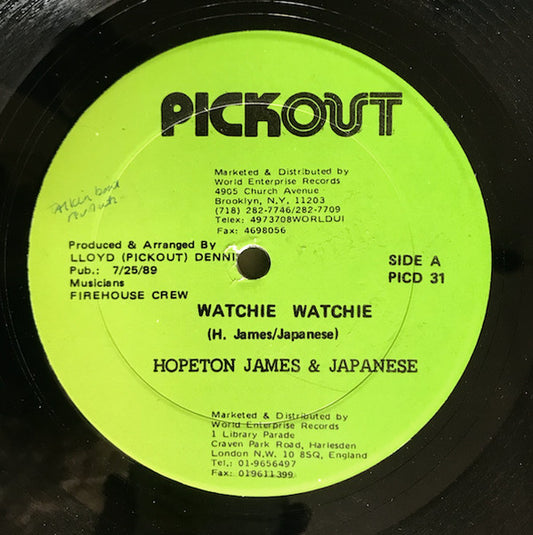 PICKOUT
Marketed & Distributed by
World Enterprise Records
4905 Church Avenue
Brooklyn, N.Y, 11203
(718) 282-7746/282-7709
Telex: 4973708WORLDUI
Fax: 4698056
Produced & Arranged By
LLOYD (PICKOUT) DENNI
Pub.: 7/25/89
Musicians
FIREHOUSE CREW
SIDE A
PICD 31
WATCHIE WATCHIE
(H. James/Japanese)
HOPETON JAMES & JAPANESE
Marketed & Distributed by
World Enterprise Records
1 Library Parade
Craven Park Road, Harlesden
London N.W. 10 8SQ, England
Tel,: 01-9656497
Fax: 019611399